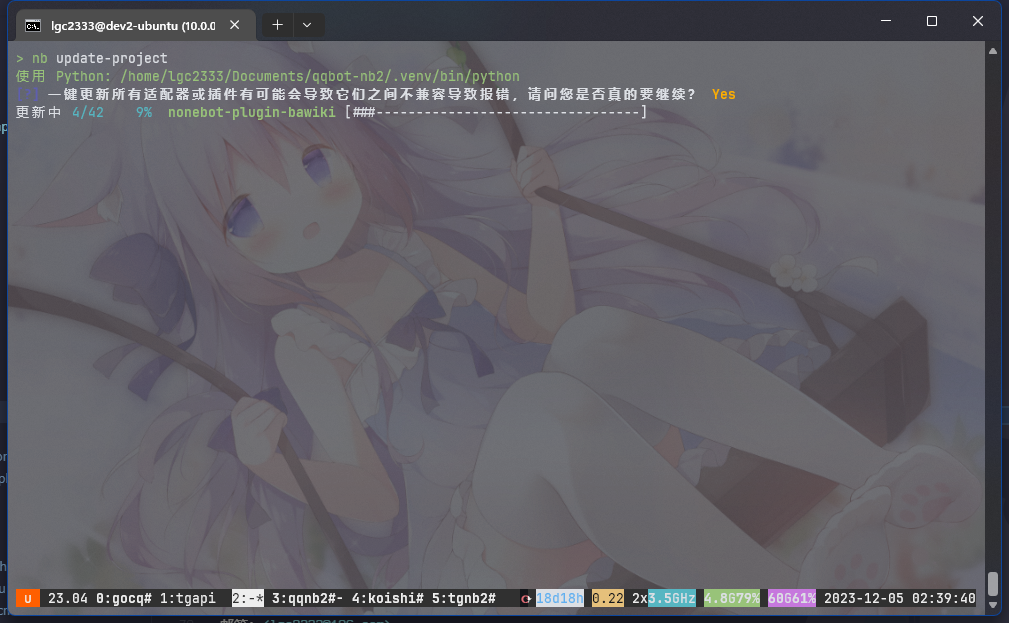 lgc2333@dev2-ubuntu (10.0.0
> nb update-project
使用 Python: /home/lgc2333/Documents/qqbot-nb2/.venv/bin/python
[?] 一键更新所有适配器或插件有可能会导致它们之间不兼容导致报错，请问您是否真的要继续？ Yes
更新中 4/42 9% nonebot-plugin-bawiki [###---------------------------------]
U 23.04 0:gocq# 1:tgapi 2:-* 3:qqnb2#- 4:koishi# 5:tgnb2# 18d18h 0.22 2x3.5GHz 4.8G79% 60G61% 2023-12-05 02:39:40